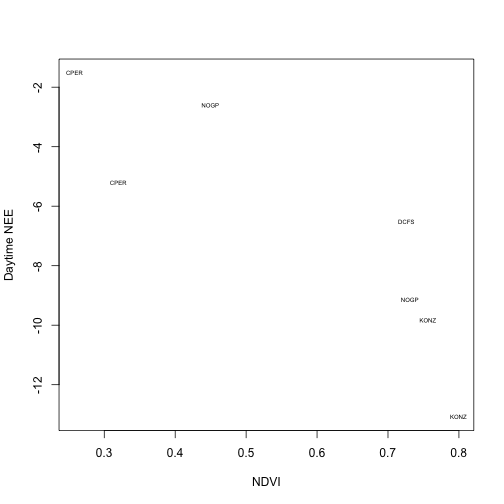 CPER
-2
NOGP
-4
CPER
-6
DCFS
Daytime NEE
-8
NOGP
KONZ
-10
-12
KONZ
0.3 0.4 0.5 0.6 0.7 0.8
NDVI